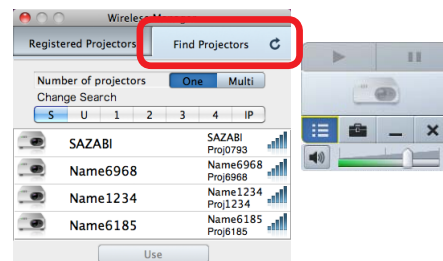 Wireless Manager
Registered Projectors
Find Projectors
Number of projectors
One
Multi
Change Search
S
U
1
2
3
4
IP
SAZABI
SAZABI
Proj0793
Name6968
Name6968
Proj6968
Name1234
Name1234
Proj1234
Name6185
Name6185
Proj6185
Use